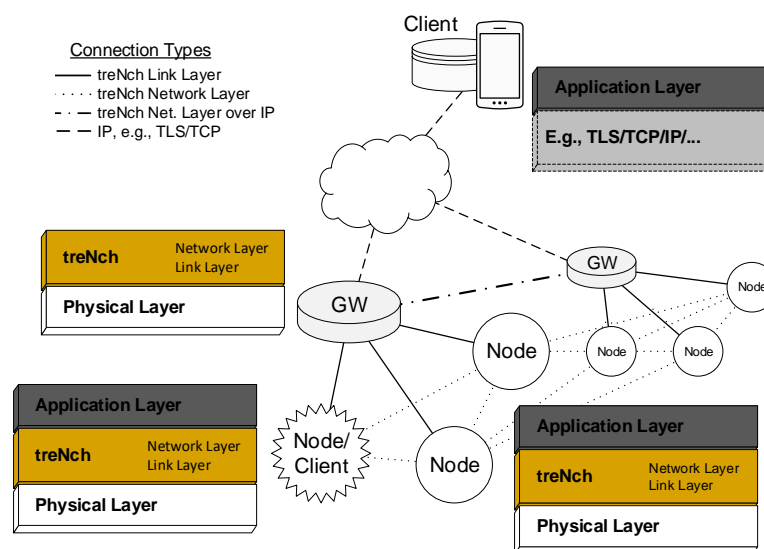 Client
Connection Types
treNch Link Layer
treNch Network Layer
treNch Net. Layer over IP
IP, e.g., TLS/TCP
Application Layer
E.g., TLS/TCP/IP/...
treNch Network Layer
Link Layer
Physical Layer
GW
GW
Node
Node
Node
Node
Application Layer
treNch Network Layer
Link Layer
Physical Layer
Node/
Client
Node
Application Layer
treNch Network Layer
Link Layer
Physical Layer